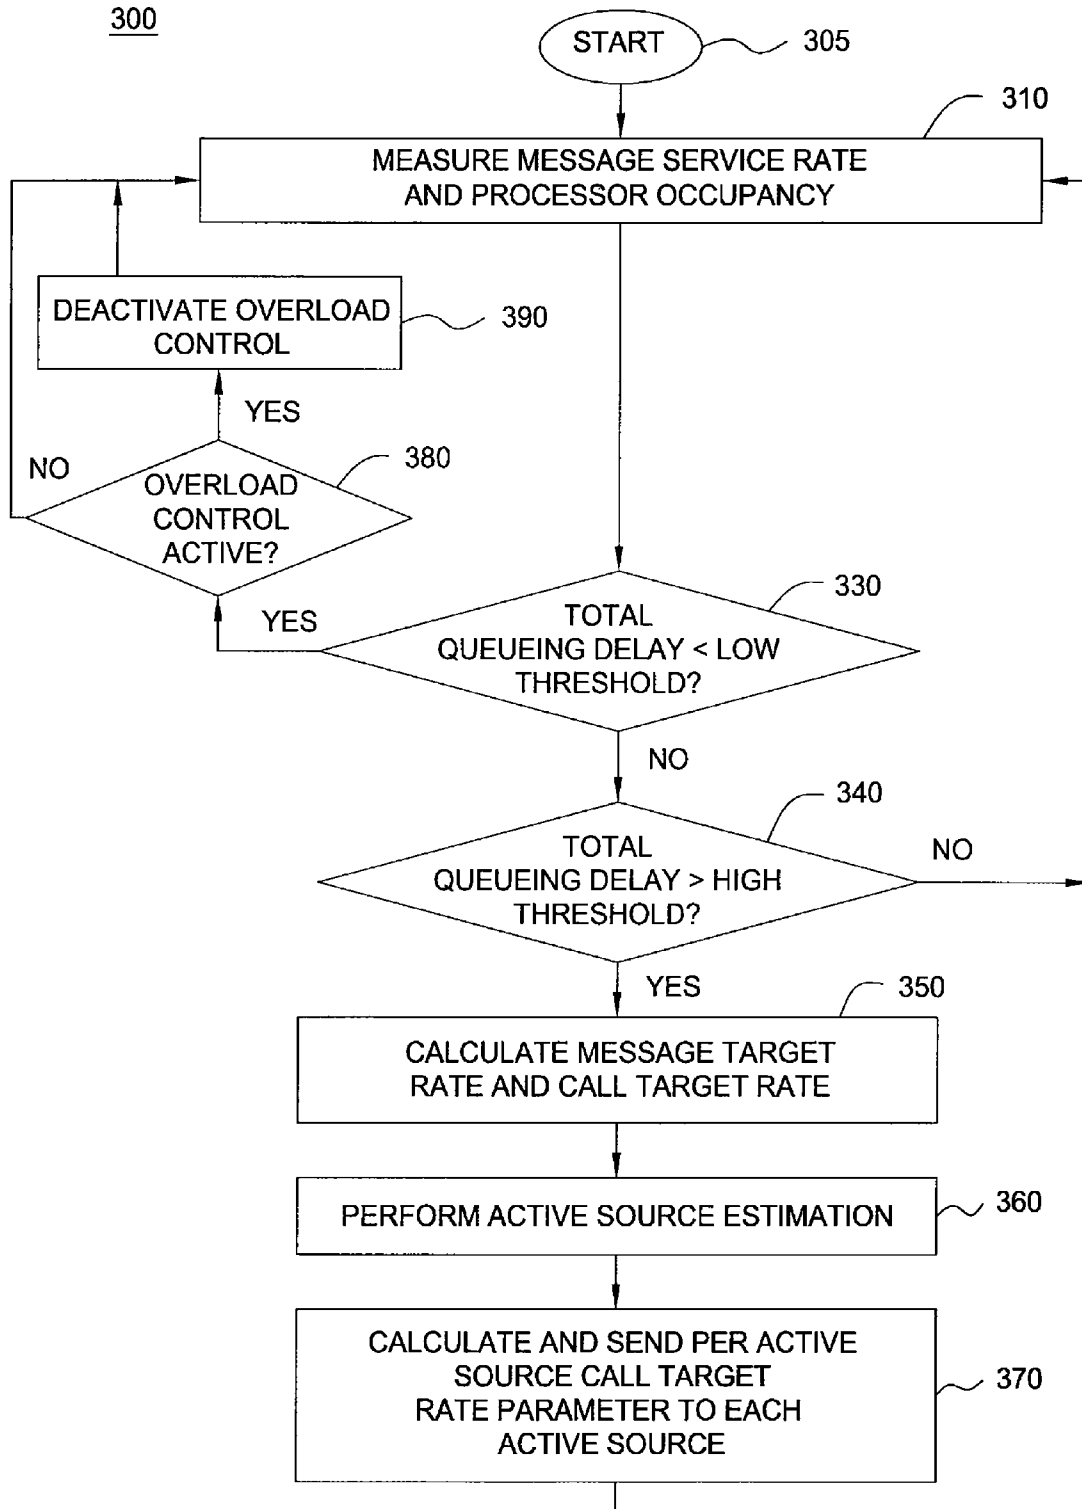 300
START
305
310
MEASURE MESSAGE SERVICE RATE
AND PROCESSOR OCCUPANCY
DEACTIVATE OVERLOAD
CONTROL
390
YES
NO
380
OVERLOAD
CONTROL
ACTIVE?
330
YES
TOTAL
QUEUEING DELAY < LOW
THRESHOLD?
NO
340
TOTAL
QUEUEING DELAY > HIGH
THRESHOLD?
NO
YES
350
CALCULATE MESSAGE TARGET
RATE AND CALL TARGET RATE
PERFORM ACTIVE SOURCE ESTIMATION
360
CALCULATE AND SEND PER ACTIVE
SOURCE CALL TARGET
RATE PARAMETER TO EACH
ACTIVE SOURCE
370